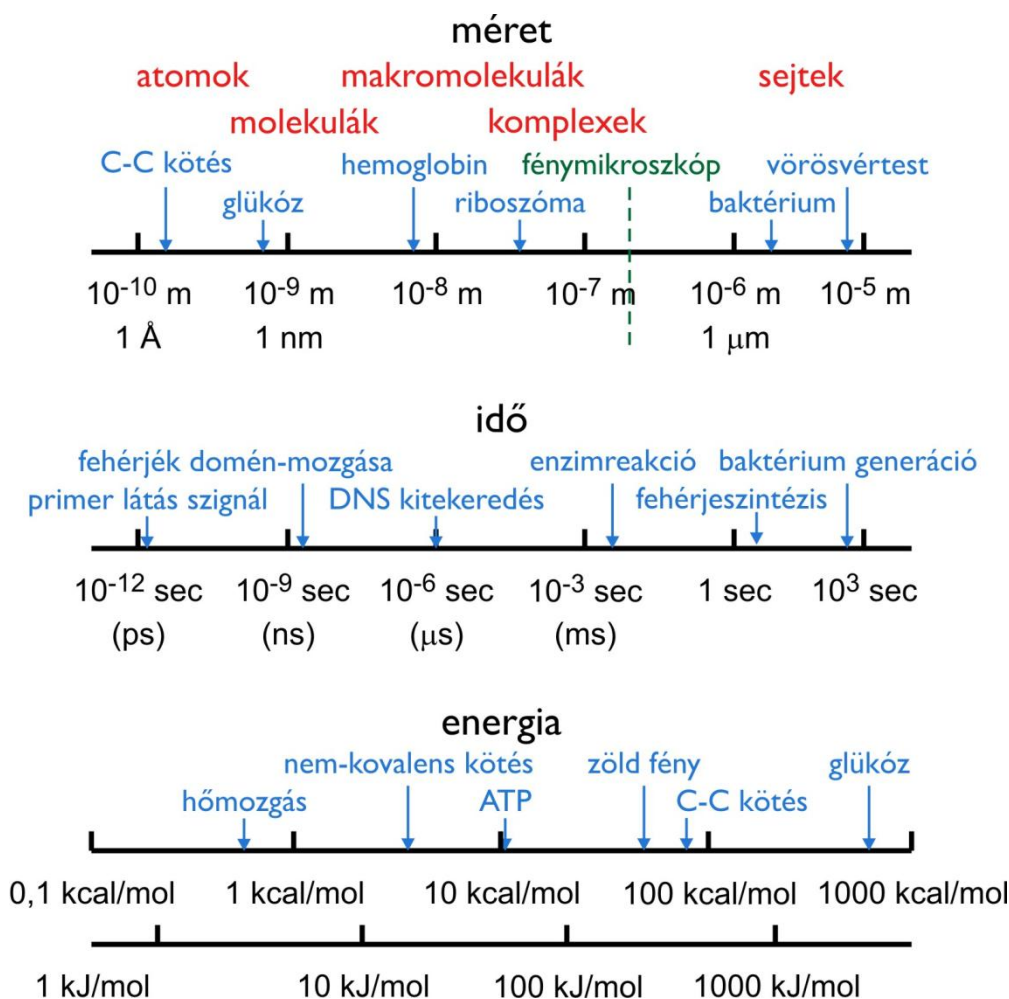 méret
atomok makromolekulák sejtek
molekulák komplexek
C-C kötés hemoglobin fénymikroszkóp vörösvértest
glükóz riboszóma baktérium
10⁻¹⁰ m 10⁻⁹ m 10⁻⁸ m 10⁻⁷ m 10⁻⁶ m 10⁻⁵ m
1 Å 1 nm 1 μm
idő
fehérjék domén-mozgása enzimreakció baktérium generáció
primer látás szignál DNS kitekeredés fehérjeszintézis
10⁻¹² sec 10⁻⁹ sec 10⁻⁶ sec 10⁻³ sec 1 sec 10³ sec
(ps) (ns) (μs) (ms)
energia
nem-kovalens kötés zöld fény glükóz
hőmozgás ATP C-C kötés
0,1 kcal/mol 1 kcal/mol 10 kcal/mol 100 kcal/mol 1000 kcal/mol
1 kJ/mol 10 kJ/mol 100 kJ/mol 1000 kJ/mol